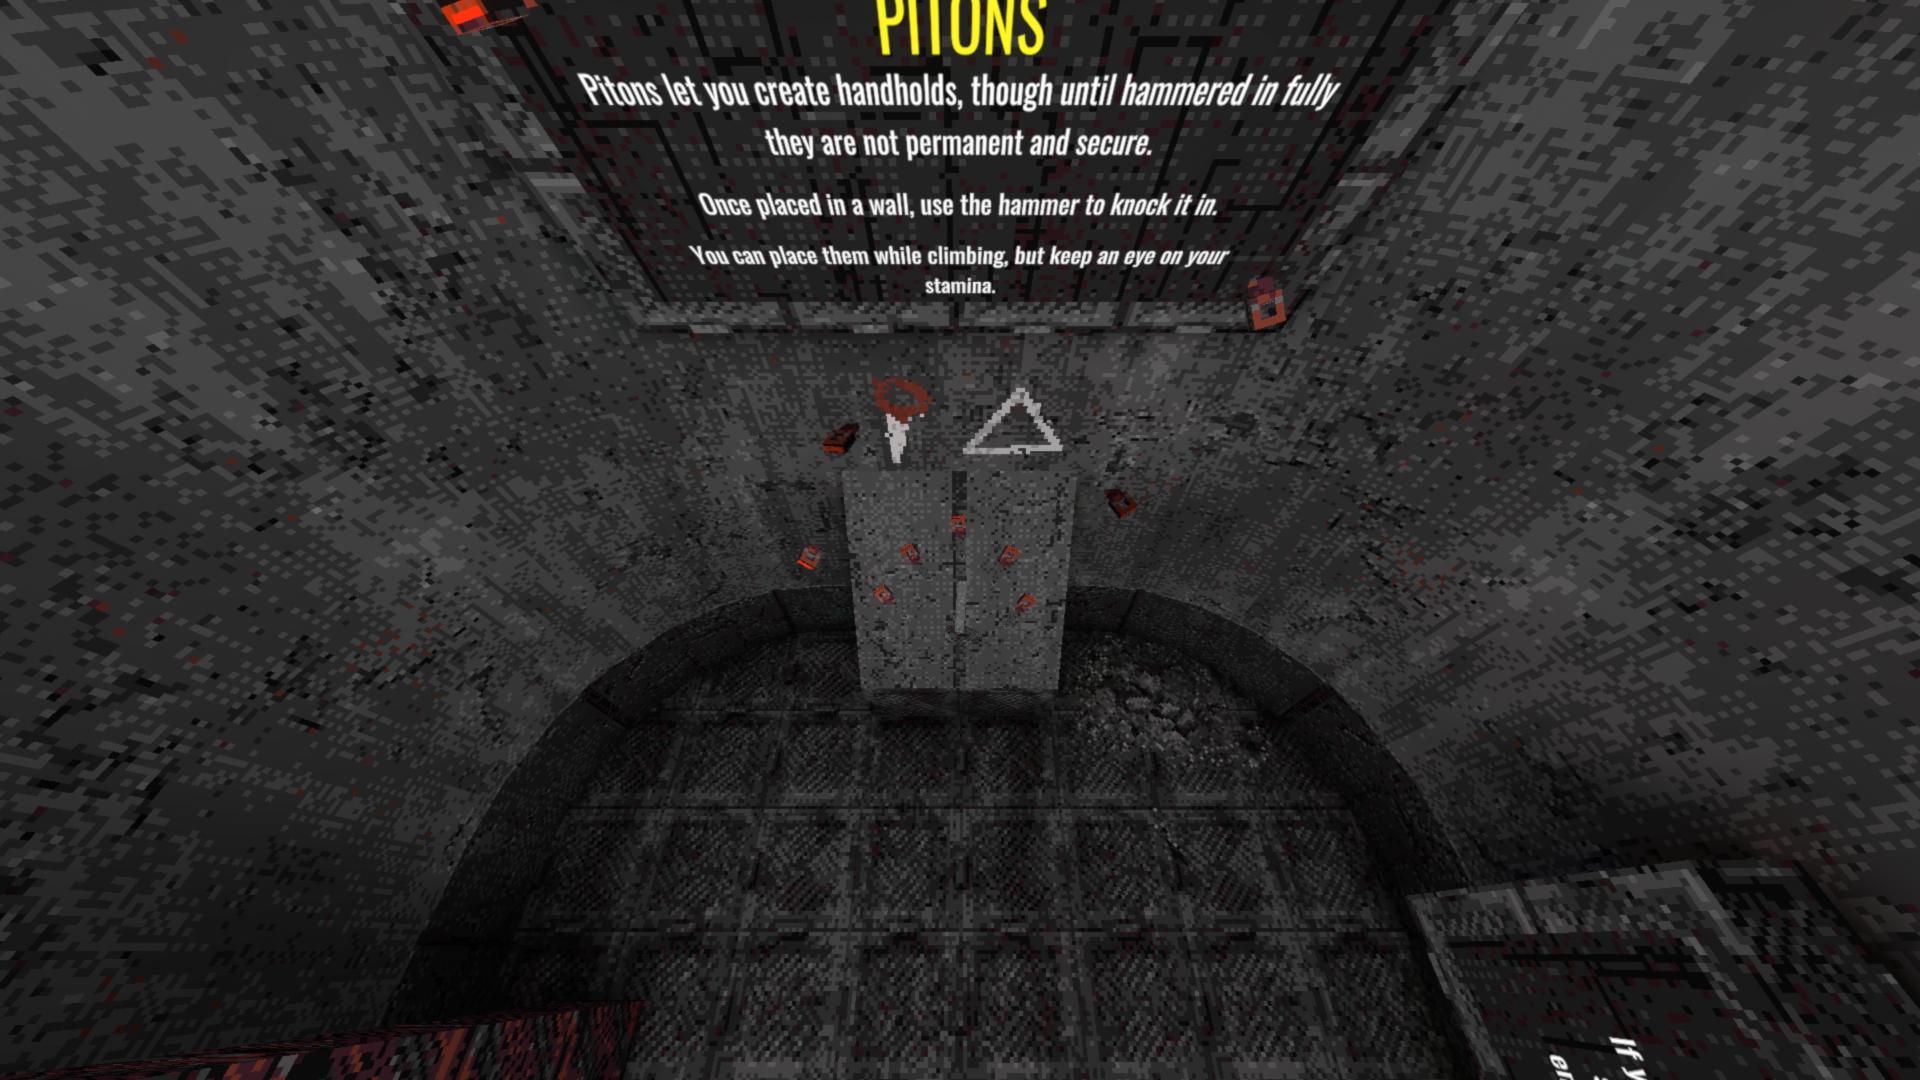 PITONS
Pitons let you create handholds, though until hammered in fully
they are not permanent and secure.
Once placed in a wall, use the hammer to knock it in.
You can place them while climbing, but keep an eye on your
stamina.
If